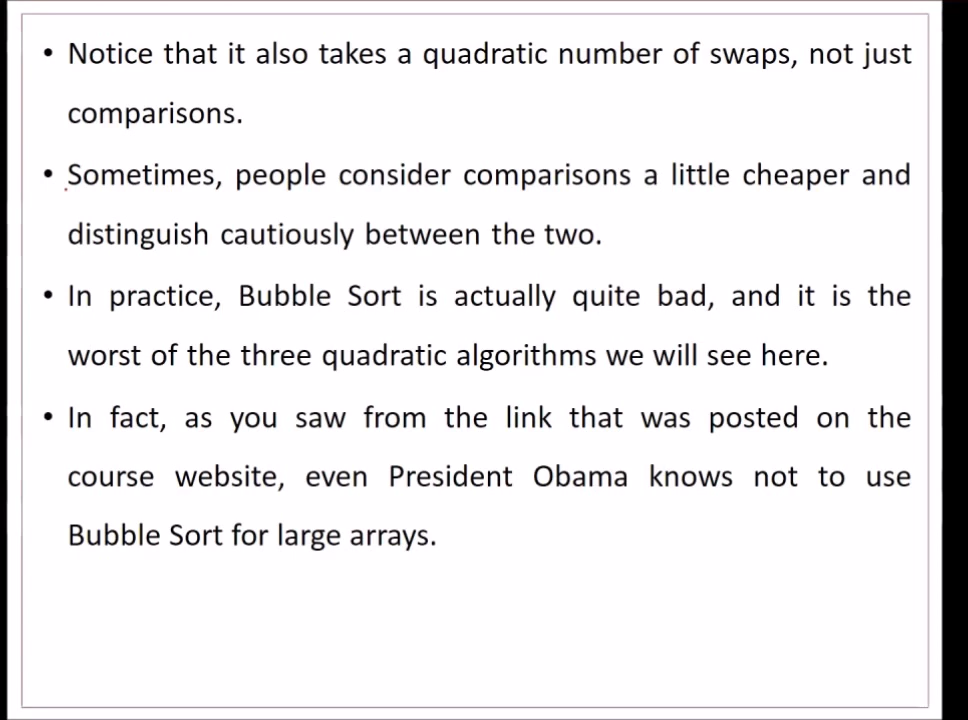 • Notice that it also takes a quadratic number of swaps, not just
comparisons.
• Sometimes, people consider comparisons a little cheaper and
distinguish cautiously between the two.
• In practice, Bubble Sort is actually quite bad, and it is the
worst of the three quadratic algorithms we will see here.
• In fact, as you saw from the link that was posted on the
course website, even President Obama knows not to use
Bubble Sort for large arrays.